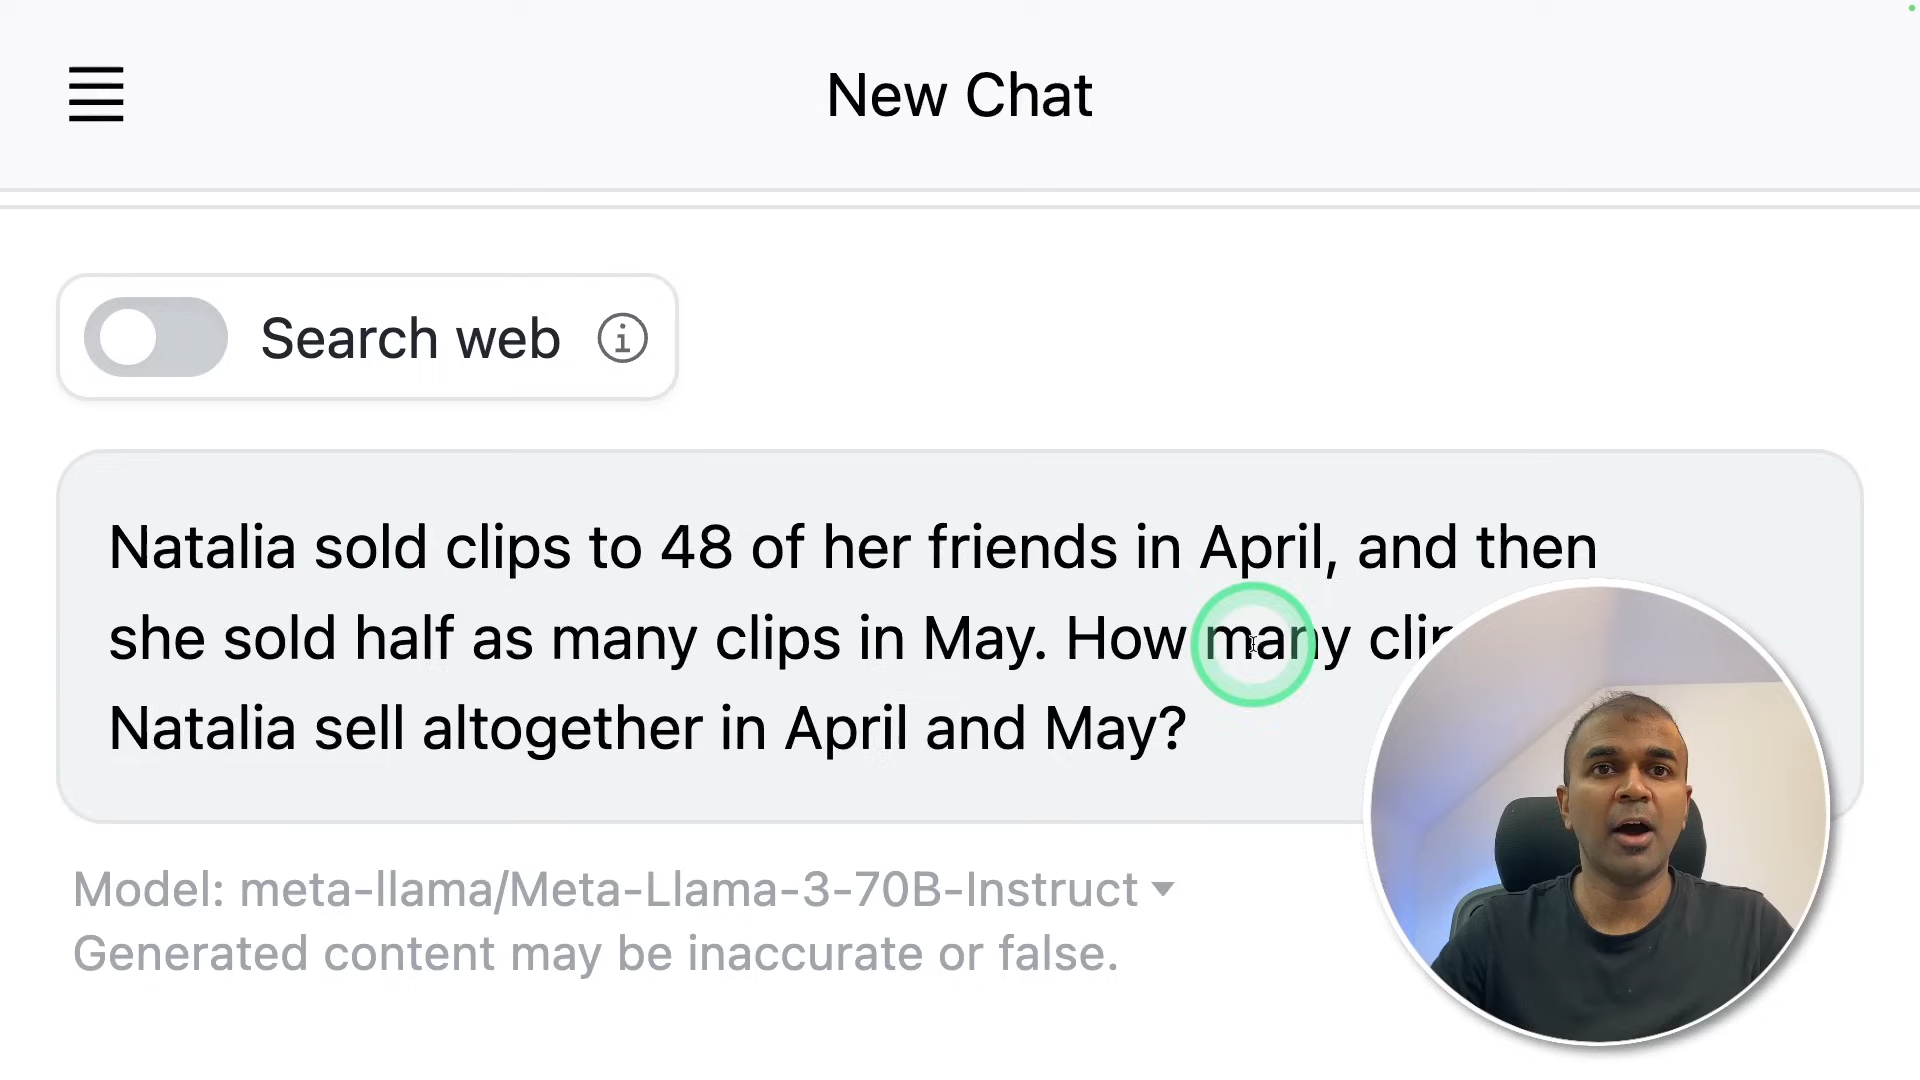 New Chat
Search web
Natalia sold clips to 48 of her friends in April, and then
she sold half as many clips in May. How many
Natalia sell altogether in April and May?
Model: meta-llama/Meta-Llama-3-70B-Instruct
Generated content may be inaccurate or false.